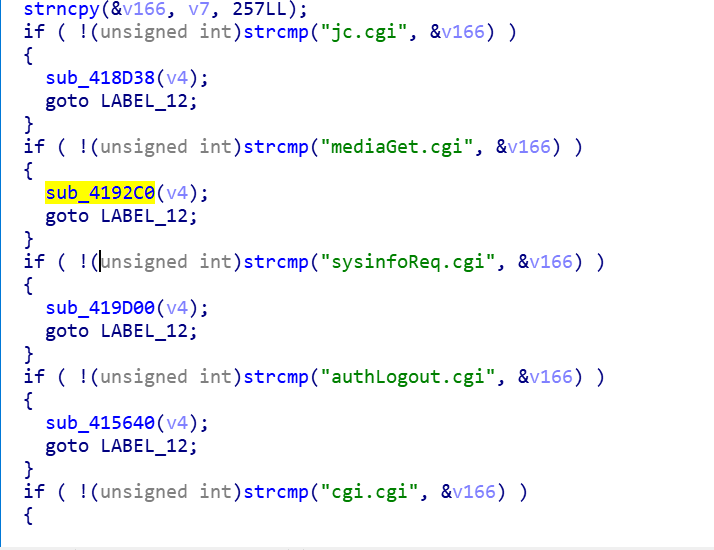 strncpy(&v166, v7, 257LL);
if ( !(unsigned int)strcmp("jc.cgi", &v166) )
{
sub_418D38(v4);
goto LABEL_12;
}
if ( !(unsigned int)strcmp("mediaGet.cgi", &v166) )
{
sub_4192C0(v4);
goto LABEL_12;
}
if ( !(unsigned int)strcmp("sysinfoReq.cgi", &v166) )
{
sub_419D00(v4);
goto LABEL_12;
}
if ( !(unsigned int)strcmp("authLogout.cgi", &v166) )
{
sub_415640(v4);
goto LABEL_12;
}
if ( !(unsigned int)strcmp("cgi.cgi", &v166) )
{